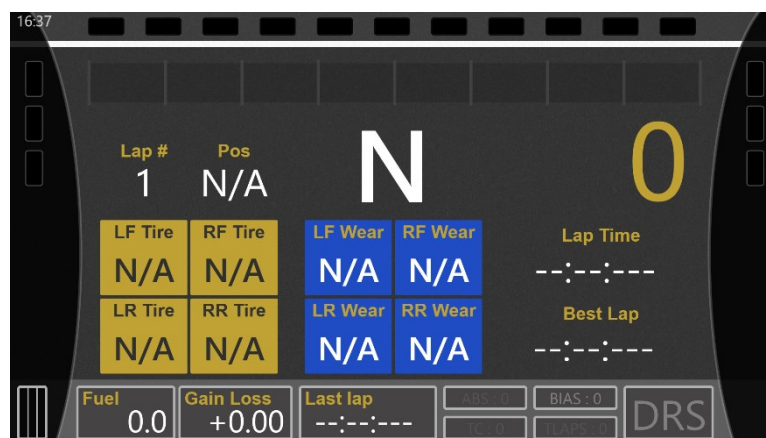 16:37
Lap # Pos
1 N/A N 0
LF Tire RF Tire LF Wear RF Wear Lap Time
N/A N/A N/A N/A --:--:---
LR Tire RR Tire LR Wear RR Wear Best Lap
N/A N/A N/A N/A --:--:---
Fuel Gain Loss Last lap ABS : 0 BIAS : 0 DRS
0.0 +0.00 --:--:--- TC : 0 TLAPS : 0